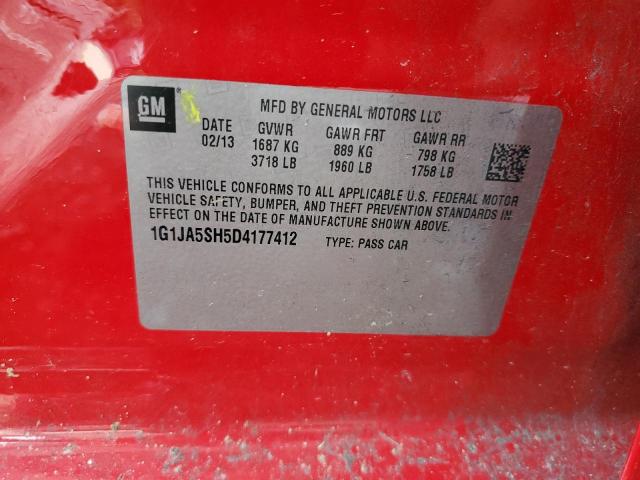 GM
MFD BY GENERAL MOTORS LLC
DATE GVWR GAWR FRT GAWR RR
02/13 1687 KG 889 KG 798 KG
3718 LB 1960 LB 1758 LB
THIS VEHICLE CONFORMS TO ALL APPLICABLE U.S. FEDERAL MOTOR
VEHICLE SAFETY, BUMPER, AND THEFT PREVENTION STANDARDS IN
EFFECT ON THE DATE OF MANUFACTURE SHOWN ABOVE.
1G1JA5SH5D4177412 TYPE: PASS CAR